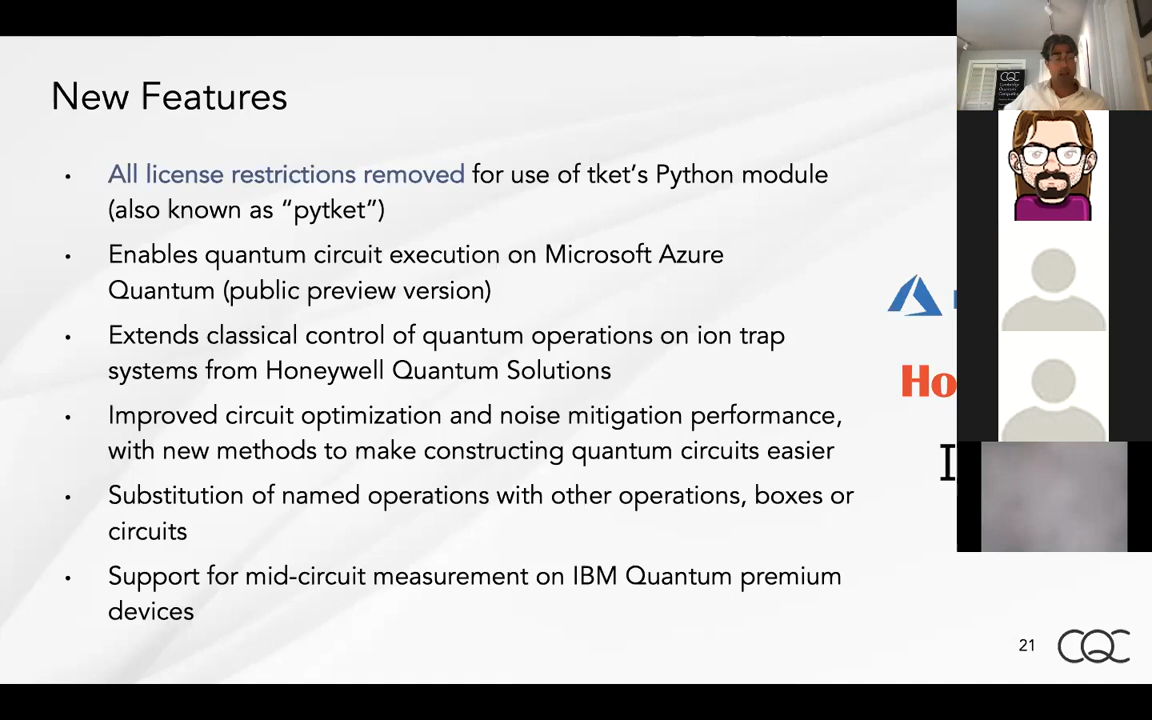 New Features
• All license restrictions removed for use of tket’s Python module
(also known as “pytket”)
• Enables quantum circuit execution on Microsoft Azure
Quantum (public preview version)
• Extends classical control of quantum operations on ion trap
systems from Honeywell Quantum Solutions
• Improved circuit optimization and noise mitigation performance,
with new methods to make constructing quantum circuits easier
• Substitution of named operations with other operations, boxes or
circuits
• Support for mid-circuit measurement on IBM Quantum premium
devices
Ho
I
21
CQC
CQC